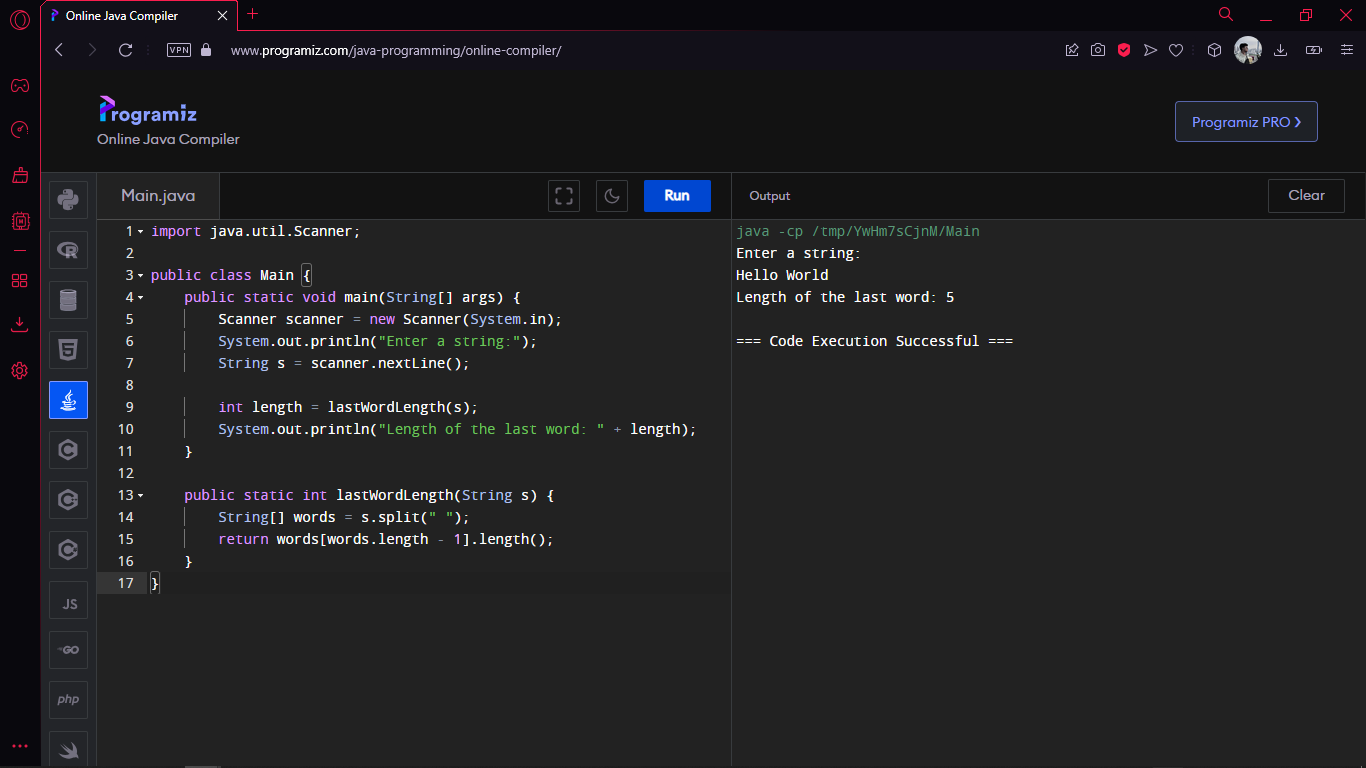 Online Java Compiler
VPN
www.programiz.com/java-programming/online-compiler/
Programiz
Online Java Compiler
Programiz PRO ❯
Main.java
Run
Output
Clear
1 import java.util.Scanner;
2
3 public class Main {
4     public static void main(String[] args) {
5         Scanner scanner = new Scanner(System.in);
6         System.out.println("Enter a string:");
7         String s = scanner.nextLine();
8
9         int length = lastWordLength(s);
10         System.out.println("Length of the last word: " + length);
11     }
12
13     public static int lastWordLength(String s) {
14         String[] words = s.split(" ");
15         return words[words.length - 1].length();
16     }
17 }
java -cp /tmp/YwHm7sCjnM/Main
Enter a string:
Hello World
Length of the last word: 5
=== Code Execution Successful ===
R
5
C
C
C
JS
GO
php